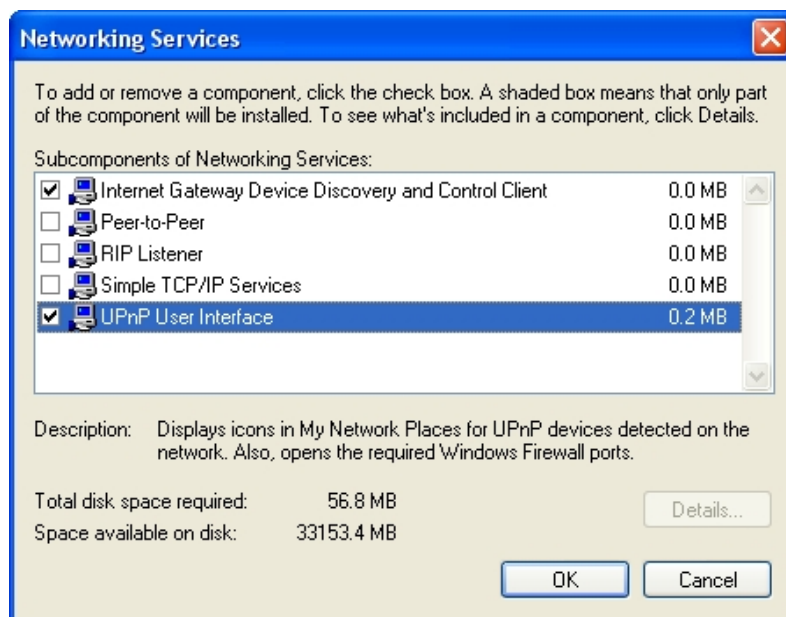 Networking Services
To add or remove a component, click the check box. A shaded box means that only part
of the component will be installed. To see what's included in a component, click Details.
Subcomponents of Networking Services:
Internet Gateway Device Discovery and Control Client 0.0 MB
Peer-to-Peer 0.0 MB
RIP Listener 0.0 MB
Simple TCP/IP Services 0.0 MB
UPnP User Interface 0.2 MB
Description: Displays icons in My Network Places for UPnP devices detected on the
network. Also, opens the required Windows Firewall ports.
Total disk space required: 56.8 MB
Space available on disk: 33153.4 MB
Details...
OK Cancel